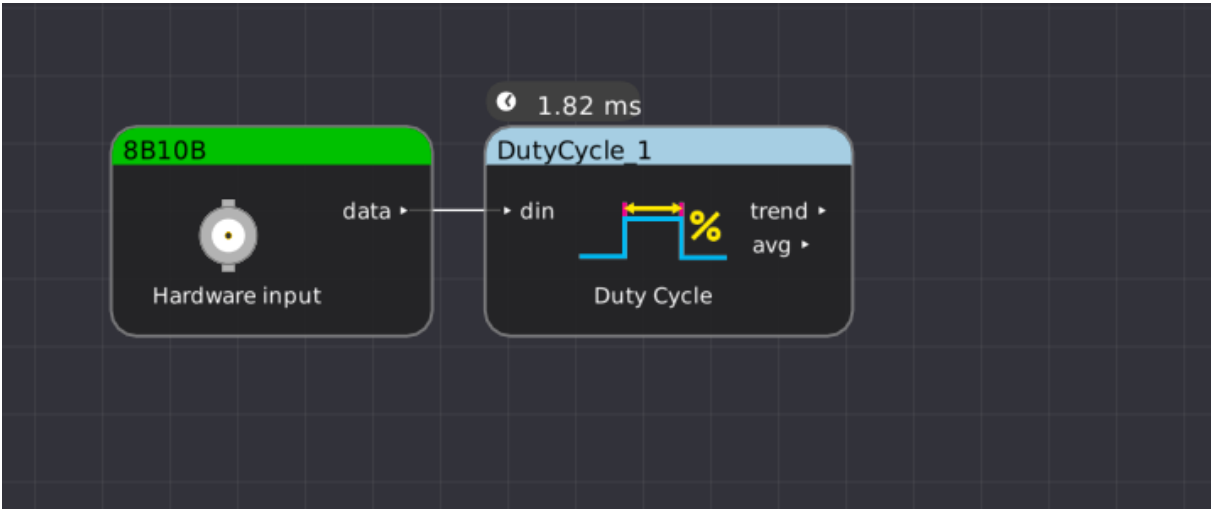 1.82 ms
8B10B
DutyCycle_1
data
din
trend
%
avg
Hardware input
Duty Cycle